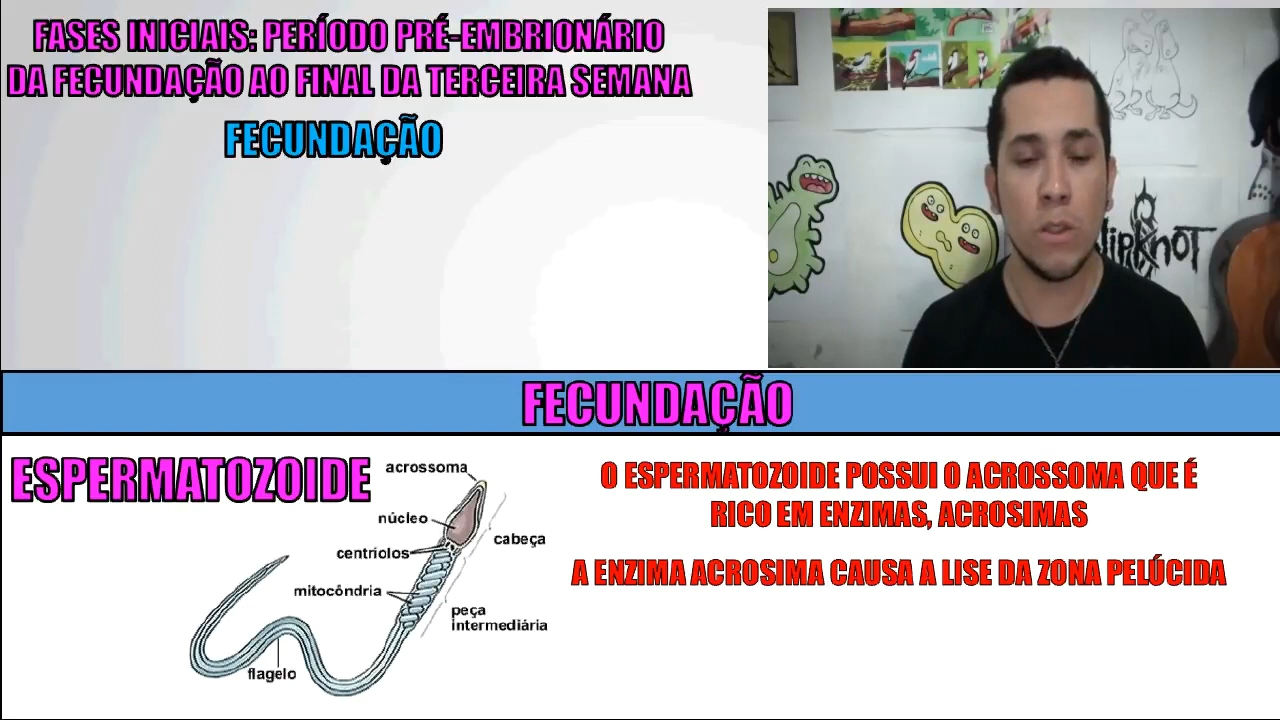 FASES INICIAIS: PERÍODO PRÉ-EMBRIONÁRIO
DA FECUNDAÇÃO AO FINAL DA TERCEIRA SEMANA
FECUNDAÇÃO
SLIPKNOT
FECUNDAÇÃO
ESPERMATOZOIDE
acrossoma
núcleo
cabeça
centríolos
mitocôndria
peça
intermediária
flagelo
O ESPERMATOZOIDE POSSUI O ACROSSOMA QUE É
RICO EM ENZIMAS, ACROSIMAS
A ENZIMA ACROSIMA CAUSA A LISE DA ZONA PELÚCIDA